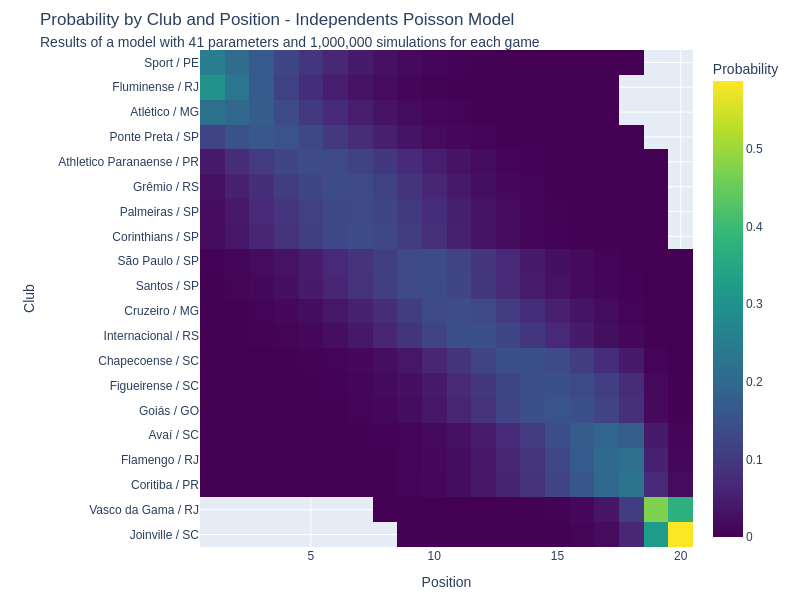 Probability by Club and Position - Independents Poisson Model
Results of a model with 41 parameters and 1,000,000 simulations for each game
Probability
Club
Sport / PE
Fluminense / RJ
Atlético / MG
Ponte Preta / SP
Athletico Paranaense / PR
Grêmio / RS
Palmeiras / SP
Corinthians / SP
São Paulo / SP
Santos / SP
Cruzeiro / MG
Internacional / RS
Chapecoense / SC
Figueirense / SC
Goiás / GO
Avaí / SC
Flamengo / RJ
Coritiba / PR
Vasco da Gama / RJ
Joinville / SC
0.5
0.4
0.3
0.2
0.1
0
5
10
15
20
Position